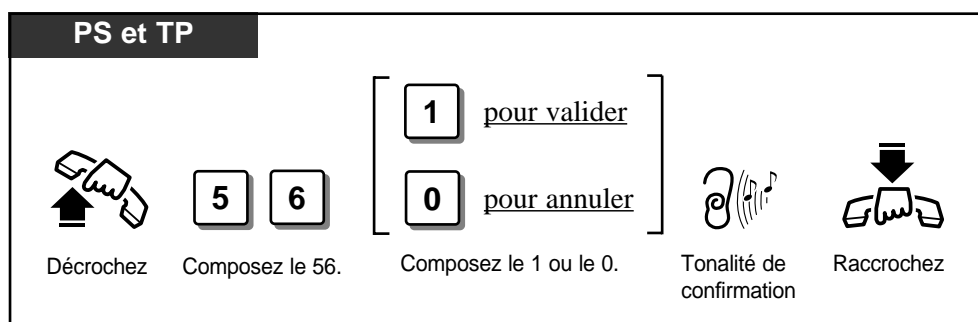 PS et TP
1 pour valider
5 6
0 pour annuler
Décrochez
Composez le 56.
Composez le 1 ou le 0.
Tonalité de
confirmation
Raccrochez